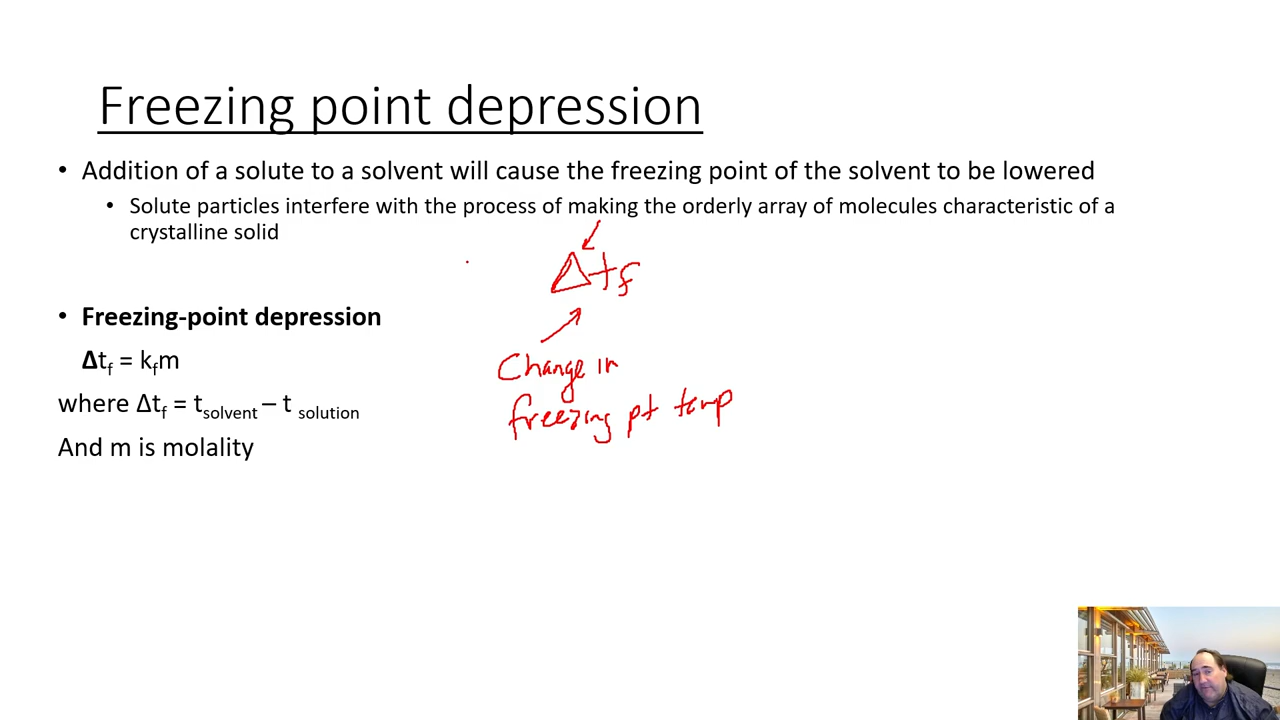 Freezing point depression
• Addition of a solute to a solvent will cause the freezing point of the solvent to be lowered
• Solute particles interfere with the process of making the orderly array of molecules characteristic of a
crystalline solid
Δtf
• Freezing-point depression
Δtf = kfm
where Δtf = tsolvent – t solution
And m is molality
Change in
freezing pt temp